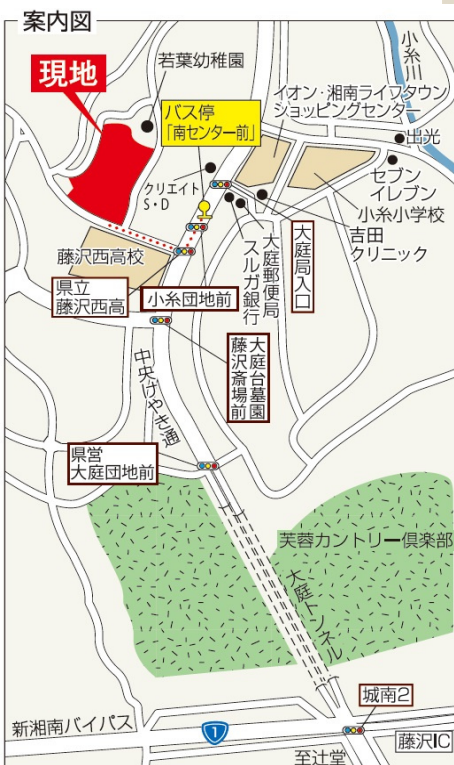 案内図
現地
若葉幼稚園
バス停
「南センター前」
イオン・湘南ライフタウン
ショッピングセンター
小糸川
出光
セブン
イレブン
小糸小学校
吉田
クリニック
クリエイト
S・D
大庭郵便局
スルガ銀行
大庭局入口
藤沢西高校
県立
藤沢西高
小糸団地前
大庭台墓園
藤沢斎場前
中央けやき通
県営
大庭団地前
芙蓉カントリー倶楽部
大庭トンネル
城南2
新湘南バイパス
1
藤沢IC
至辻堂